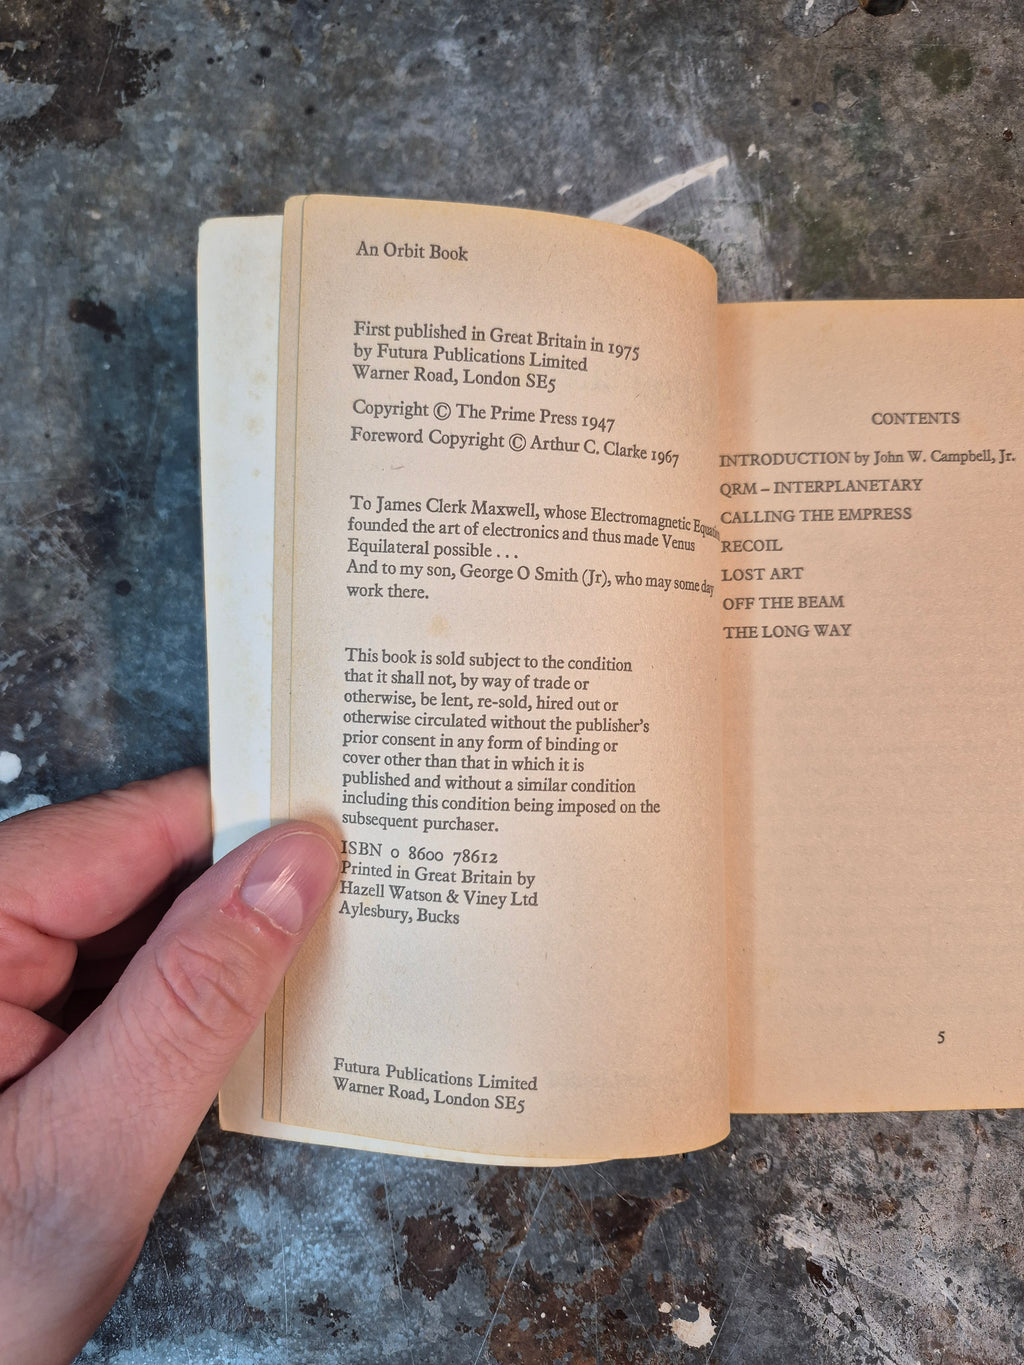 An Orbit Book
First published in Great Britain in 1975
by Futura Publications Limited
Warner Road, London SE5
Copyright © The Prime Press 1947
Foreword Copyright © Arthur C. Clarke 1967
To James Clerk Maxwell, whose Electromagnetic
founded the art of electronics and thus made Venus
Equilateral possible . . .
And to my son, George O Smith (Jr), who may some day
work there.
This book is sold subject to the condition
that it shall not, by way of trade or
otherwise, be lent, re-sold, hired out or
otherwise circulated without the publisher's
prior consent in any form of binding or
cover other than that in which it is
published and without a similar condition
including this condition being imposed on the
subsequent purchaser.
ISBN 0 8600 78612
Printed in Great Britain by
Hazell Watson & Viney Ltd
Aylesbury, Bucks
Futura Publications Limited
Warner Road, London SE5
CONTENTS
INTRODUCTION by John W. Campbell, Jr.
QRM – INTERPLANETARY
CALLING THE EMPRESS
RECOIL
LOST ART
OFF THE BEAM
THE LONG WAY
5